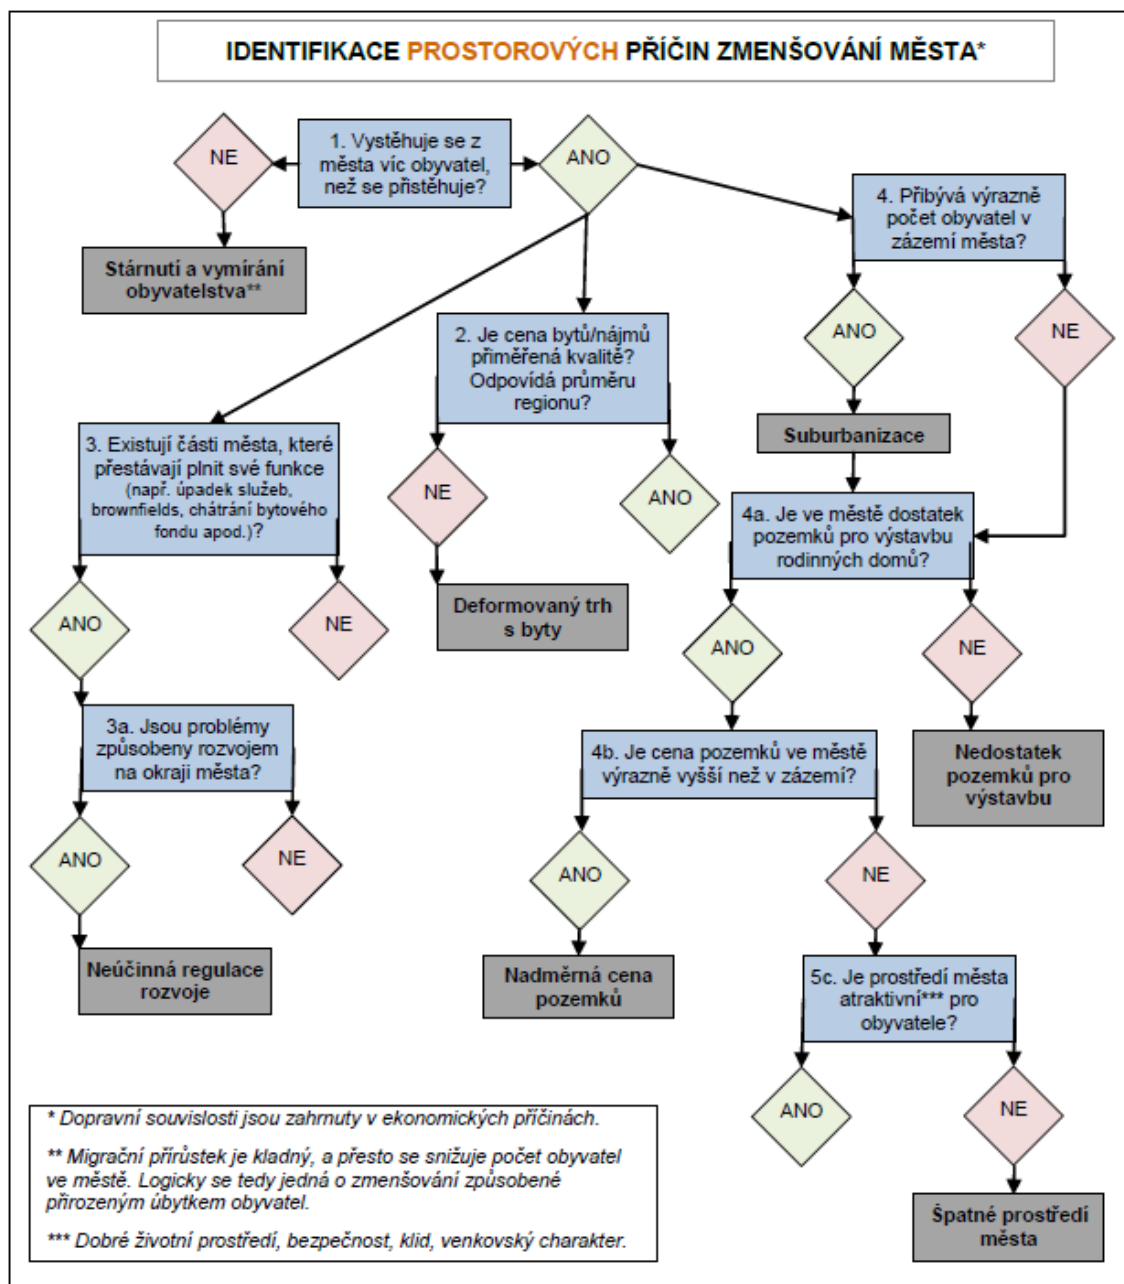 IDENTIFIKACE PROSTOROVÝCH PŘÍČIN ZMENŠOVÁNÍ MĚSTA*
NE
1. Vystěhuje se z
města víc obyvatel,
než se přistěhuje?
ANO
4. Přibývá výrazně
počet obyvatel v
zázemí města?
Stárnutí a vymírání
obyvatelstva**
2. Je cena bytů/nájmů
přiměřená kvalitě?
Odpovídá průměru
regionu?
ANO
NE
3. Existují části města, které
přestávají plnit své funkce
(např. úpadek služeb,
brownfields, chátrání bytového
fondu apod.)?
NE
ANO
Suburbanizace
4a. Je ve městě dostatek
pozemků pro výstavbu
rodinných domů?
ANO
NE
Deformovaný trh
s byty
ANO
NE
3a. Jsou problémy
způsobeny rozvojem
na okraji města?
4b. Je cena pozemků ve městě
výrazně vyšší než v zázemí?
Nedostatek
pozemků pro
výstavbu
ANO
NE
ANO
NE
Neúčinná regulace
rozvoje
Nadměrná cena
pozemků
5c. Je prostředí města
atraktivní*** pro
obyvatele?
ANO
NE
Špatné prostředí
města
* Dopravní souvislosti jsou zahrnuty v ekonomických příčinách.
** Migrační přírůstek je kladný, a přesto se snižuje počet obyvatel
ve městě. Logicky se tedy jedná o zmenšování způsobené
přirozeným úbytkem obyvatel.
*** Dobré životní prostředí, bezpečnost, klid, venkovský charakter.